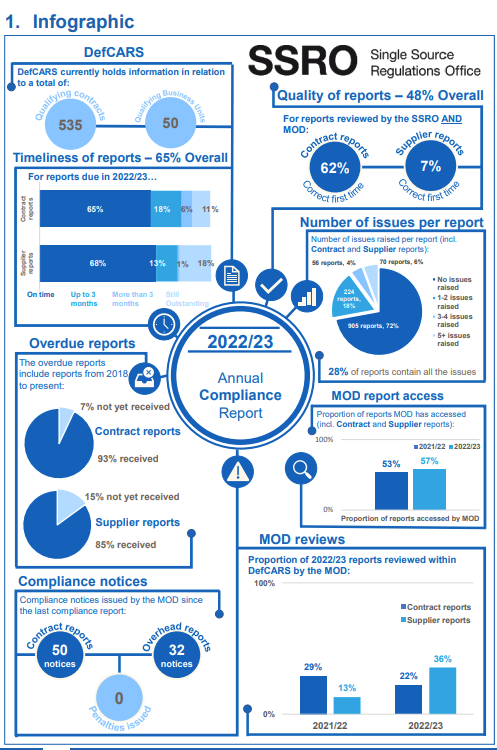 1. Infographic
DefCARS
DefCARS currently holds information in relation
to a total of:
Qualifying contracts
535
Qualifying Business Units
50
SSRO
Single Source
Regulations Office
Quality of reports – 48% Overall
For reports reviewed by the SSRO AND
MOD:
Contract reports
62%
Correct first time
Supplier reports
7%
Correct first time
Timeliness of reports – 65% Overall
For reports due in 2022/23...
Contract
reports
65%
18%
6%
11%
Supplier
reports
68%
13%
1%
18%
On time
Up to 3
months
More than 3
months
Still
Outstanding
Number of issues per report
Number of issues raised per report (incl.
Contract and Supplier reports):
56 reports, 4%
70 reports, 6%
224
reports,
18%
905 reports, 72%
No issues
raised
1-2 issues
raised
3-4 issues
raised
5+ issues
raised
28% of reports contain all the issues
2022/23
Annual
Compliance
Report
Overdue reports
The overdue reports
include reports from 2018
to present:
7% not yet received
Contract reports
93% received
15% not yet received
Supplier reports
85% received
MOD report access
Proportion of reports MOD has accessed
(incl. Contract and Supplier reports):
100%
2021/22
2022/23
53%
57%
0%
Proportion of reports accessed by MOD
MOD reviews
Proportion of 2022/23 reports reviewed within
DefCARS by the MOD:
100%
Contract reports
Supplier reports
29%
13%
22%
36%
0%
2021/22
2022/23
Compliance notices
Compliance notices issued by the MOD since
the last compliance report:
Contract reports
50
notices
Overhead reports
32
notices
0
Penalties issued